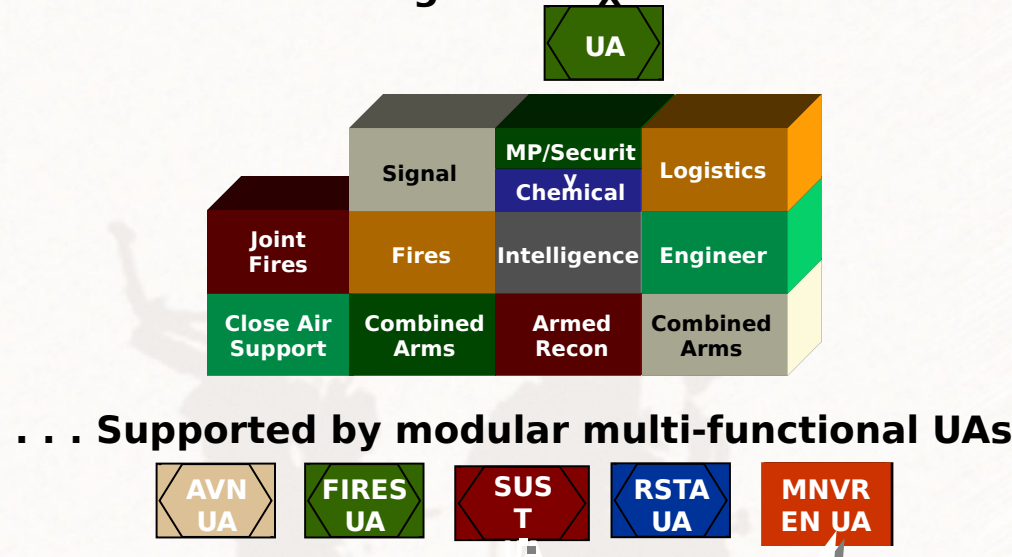 UA
MP/Securit
y
Signal
Chemical
Logistics
Joint
Fires
Fires
Intelligence
Engineer
Close Air
Support
Combined
Arms
Armed
Recon
Combined
Arms
. . . Supported by modular multi-functional UAs
AVN
UA
FIRES
UA
SUS
T
RSTA
UA
MNVR
EN UA